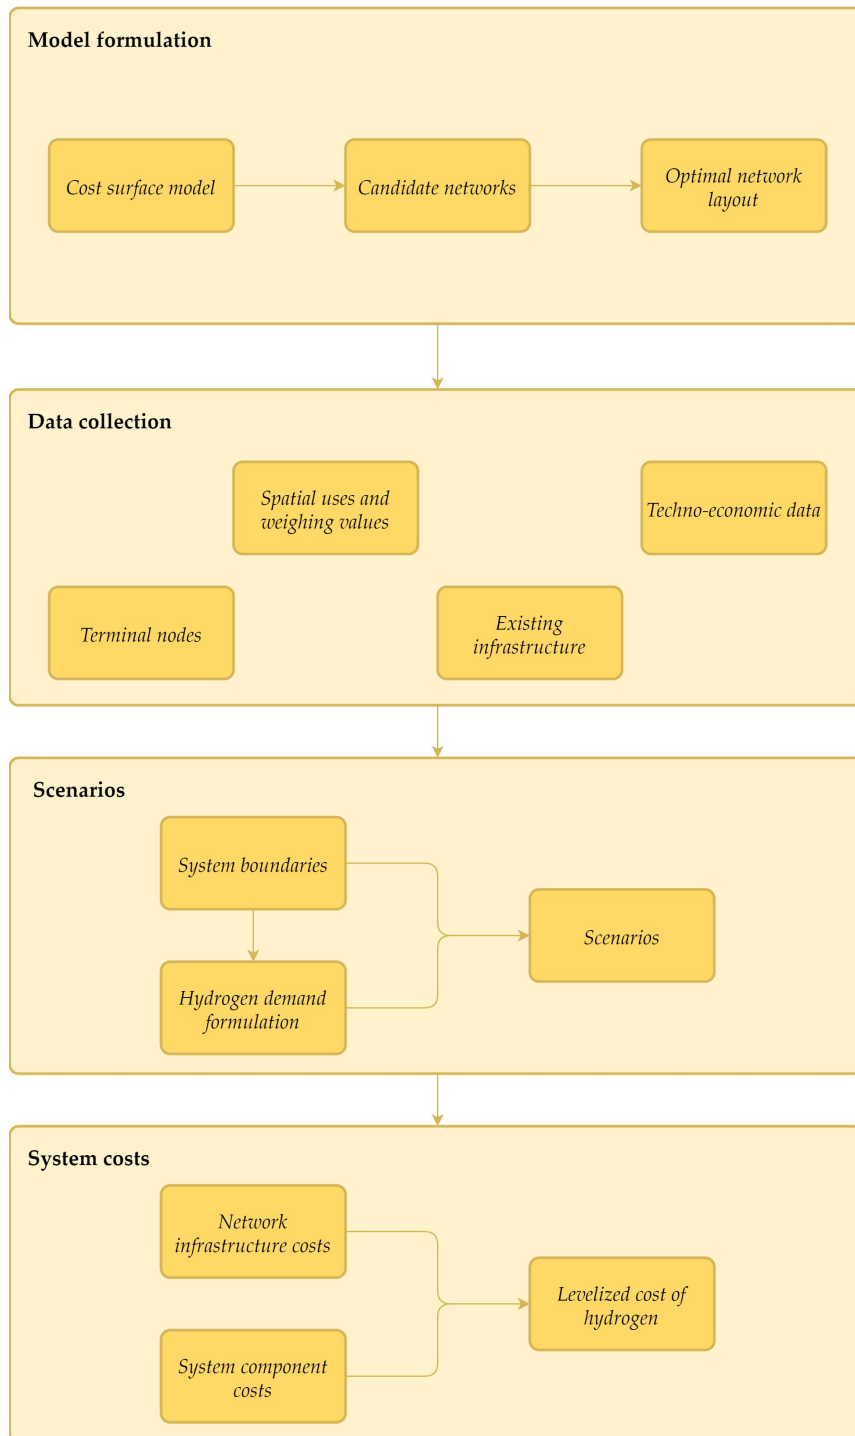 Model formulation
Cost surface model
Candidate networks
Optimal network
layout
Data collection
Spatial uses and
weighing values
Techno-economic data
Terminal nodes
Existing
infrastructure
Scenarios
System boundaries
Scenarios
Hydrogen demand
formulation
System costs
Network
infrastructure costs
Levelized cost of
hydrogen
System component
costs